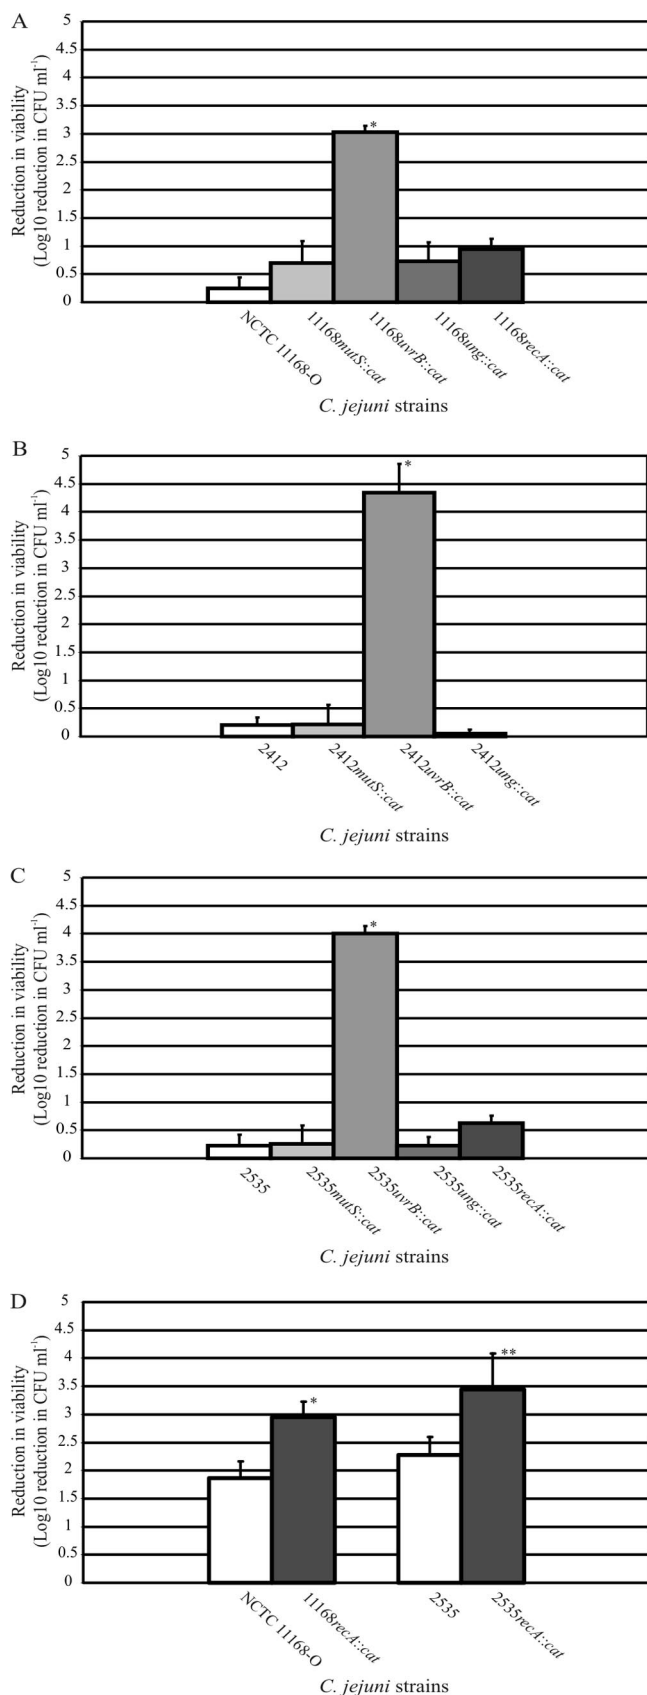 A
Reduction in viability
(Log10 reduction in CFU ml⁻¹)
5
4.5
4
3.5
3
2.5
2
1.5
1
0.5
0
*
NCTC 11168-O
11168mutS::cat
11168uvrB::cat
11168ung::cat
11168recA::cat
C. jejuni strains
B
Reduction in viability
(Log10 reduction in CFU ml⁻¹)
5
4.5
4
3.5
3
2.5
2
1.5
1
0.5
0
*
2412
2412mutS::cat
2412uvrB::cat
2412ung::cat
C. jejuni strains
C
Reduction in viability
(Log10 reduction in CFU ml⁻¹)
5
4.5
4
3.5
3
2.5
2
1.5
1
0.5
0
*
2535
2535mutS::cat
2535uvrB::cat
2535ung::cat
2535recA::cat
C. jejuni strains
D
Reduction in viability
(Log10 reduction in CFU ml⁻¹)
5
4.5
4
3.5
3
2.5
2
1.5
1
0.5
0
*
**
NCTC 11168-O
11168recA::cat
2535
2535recA::cat
C. jejuni strains